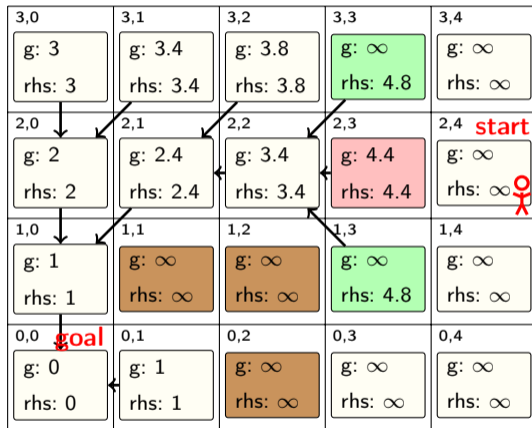 3,0 3,1 3,2 3,3 3,4
g: 3 g: 3.4 g: 3.8 g: ∞ g: ∞
rhs: 3 rhs: 3.4 rhs: 3.8 rhs: 4.8 rhs: ∞
2,0 2,1 2,2 2,3 2,4 start
g: 2 g: 2.4 g: 3.4 g: 4.4 g: ∞
rhs: 2 rhs: 2.4 rhs: 3.4 rhs: 4.4 rhs: ∞
1,0 1,1 1,2 1,3 1,4
g: 1 g: ∞ g: ∞ g: ∞ g: ∞
rhs: 1 rhs: ∞ rhs: ∞ rhs: 4.8 rhs: ∞
0,0 goal 0,1 0,2 0,3 0,4
g: 0 g: 1 g: ∞ g: ∞ g: ∞
rhs: 0 rhs: 1 rhs: ∞ rhs: ∞ rhs: ∞